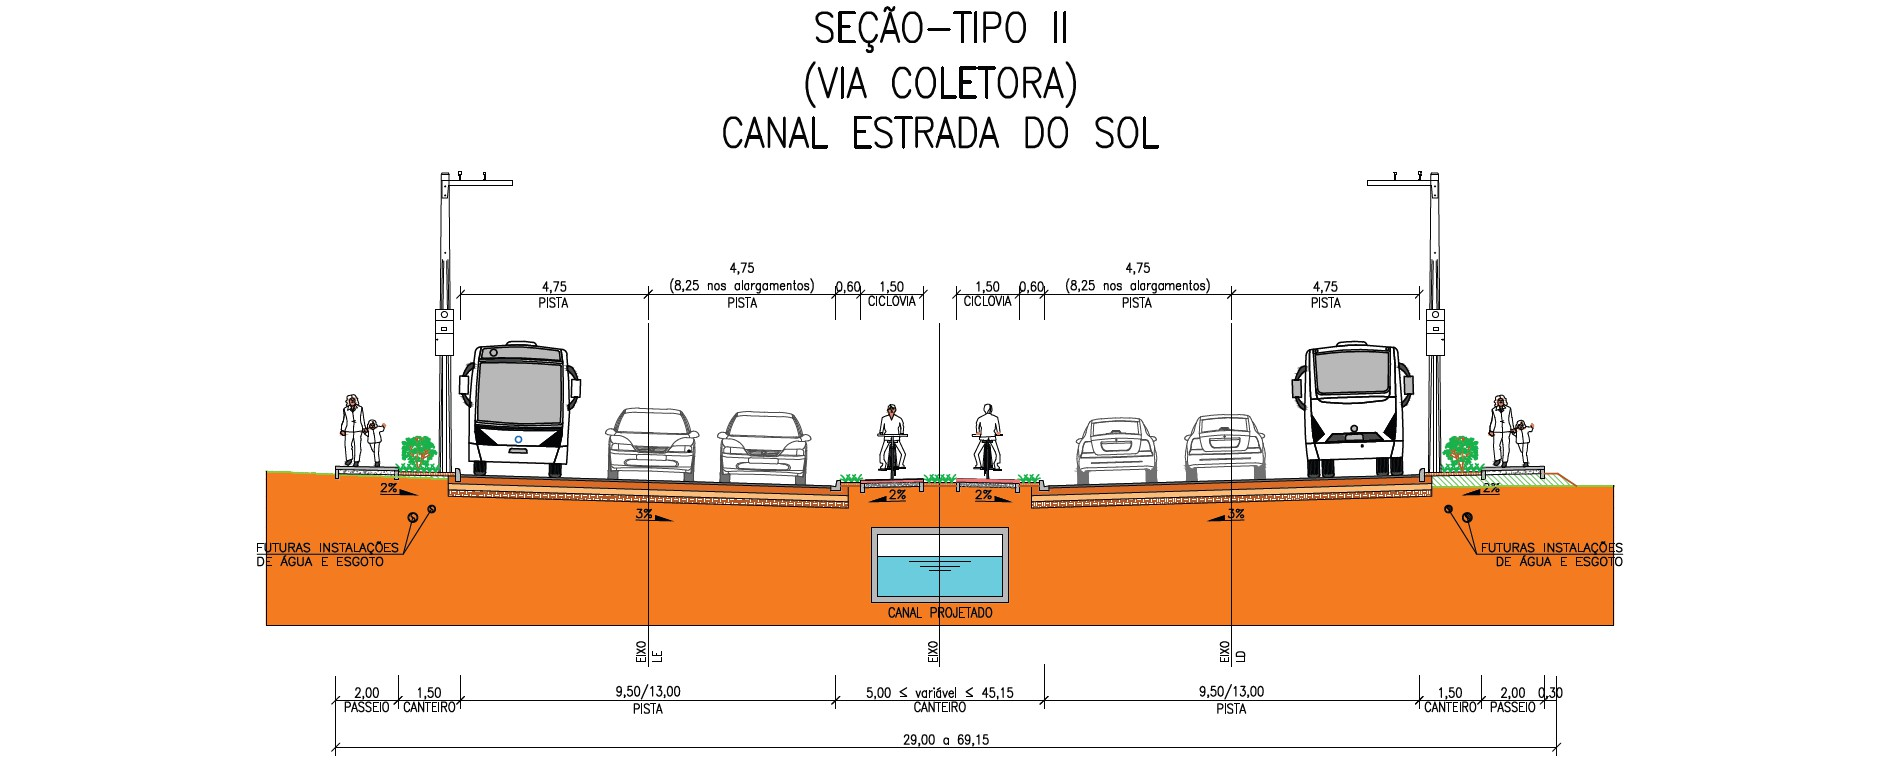 SEÇÃO-TIPO II
(VIA COLETORA)
CANAL ESTRADA DO SOL
4,75
PISTA
4,75
(8,25 nos alargamentos)
PISTA
0,60
1,50
CICLOVIA
1,50
CICLOVIA
0,60
4,75
(8,25 nos alargamentos)
PISTA
4,75
PISTA
2%
3%
2%
2%
3%
2%
FUTURAS INSTALAÇÕES
DE ÁGUA E ESGOTO
CANAL PROJETADO
FUTURAS INSTALAÇÕES
DE ÁGUA E ESGOTO
EIXO
LE
EIXO
EIXO
LD
2,00
PASSEIO
1,50
CANTEIRO
9,50/13,00
PISTA
5,00 ≤ variável ≤ 45,15
CANTEIRO
9,50/13,00
PISTA
1,50
CANTEIRO
2,00
PASSEIO
0,30
29,00 a 69,15